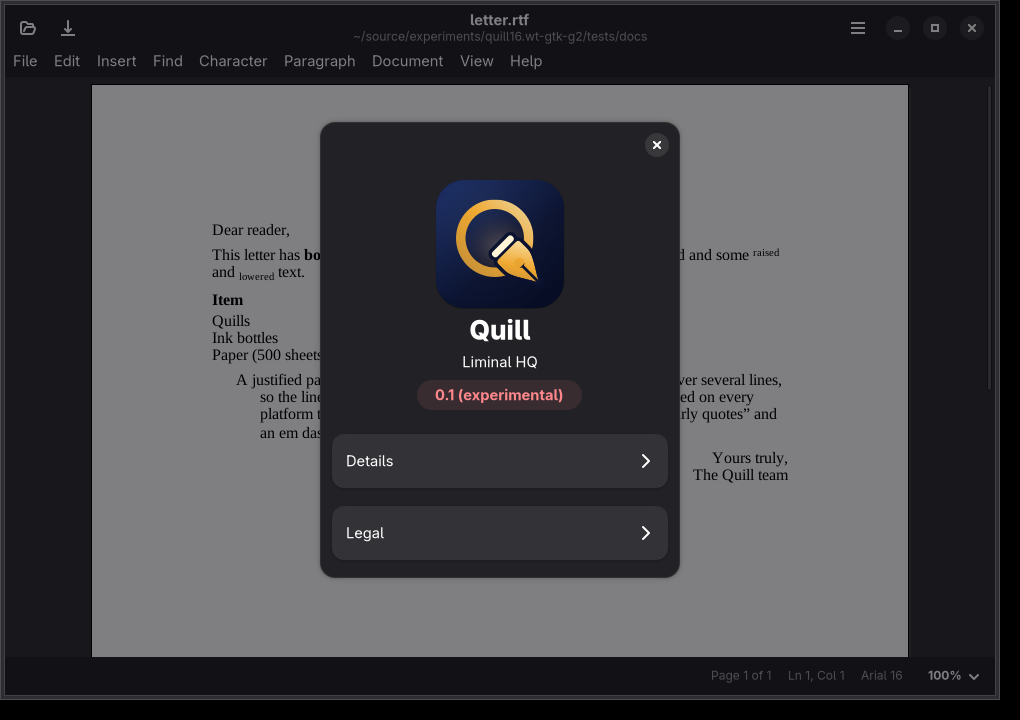 letter.rtf
~/source/experiments/quill16.wt-gtk-g2/tests/docs
File Edit Insert Find Character Paragraph Document View Help
Dear reader,
This letter has bo
d and some raised
and lowered text.
Item
Quills
Ink bottles
Paper (500 sheets
A justified pa
ver several lines,
so the line
ed on every
platform t
rly quotes” and
an em das
Yours truly,
The Quill team
Quill
Liminal HQ
0.1 (experimental)
Details
Legal
Page 1 of 1 Ln 1, Col 1 Arial 16 100%